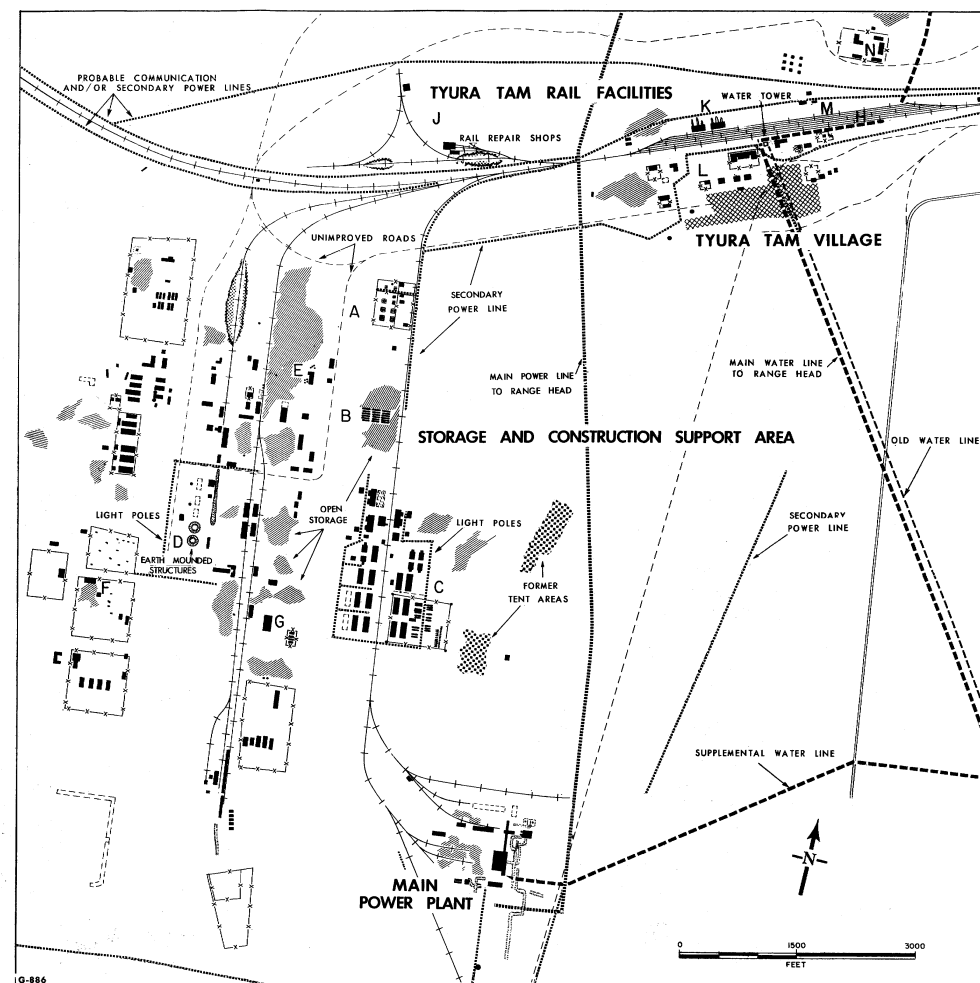 N
PROBABLE COMMUNICATION
AND/OR SECONDARY POWER LINES
TYURA TAM RAIL FACILITIES
WATER TOWER
K
M
H
J
RAIL REPAIR SHOPS
L
TYURA TAM VILLAGE
UNIMPROVED ROADS
SECONDARY
POWER LINE
A
MAIN POWER LINE
TO RANGE HEAD
MAIN WATER LINE
TO RANGE HEAD
E
B
STORAGE AND CONSTRUCTION SUPPORT AREA
OLD WATER LINE
OPEN
STORAGE
LIGHT POLES
LIGHT POLES
SECONDARY
POWER LINE
D
EARTH MOUNDED
STRUCTURES
FORMER
TENT AREAS
F
C
G
SUPPLEMENTAL WATER LINE
N
MAIN
POWER PLANT
0 1500 3000
FEET
G-886